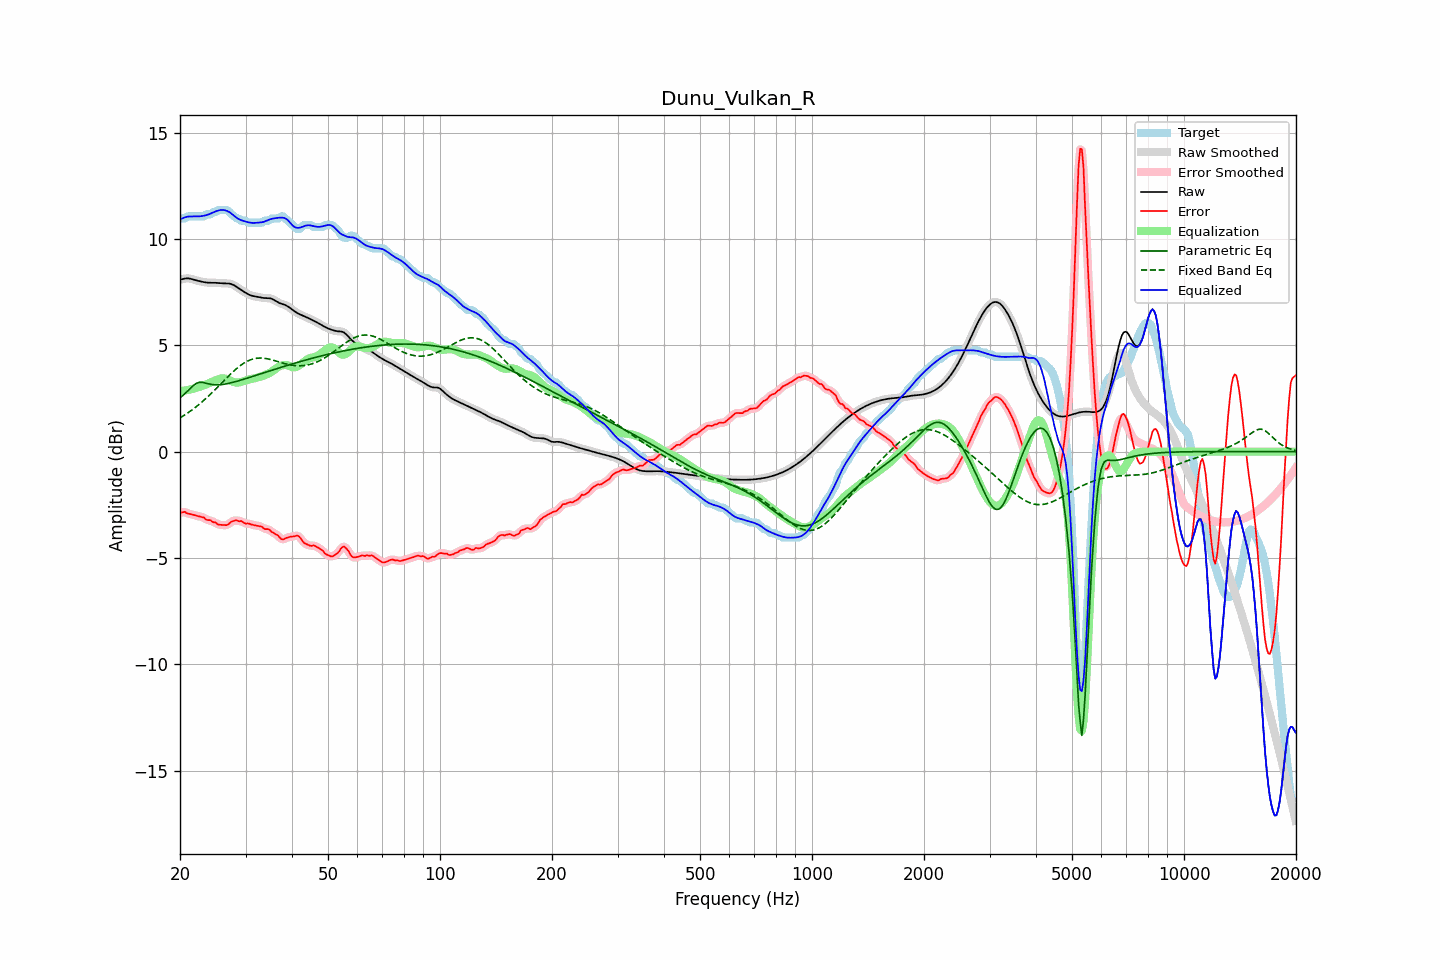 Dunu_Vulkan_R
Amplitude (dBr)
15
10
5
0
−5
−10
−15
Target
Raw Smoothed
Error Smoothed
Raw
Error
Equalization
Parametric Eq
Fixed Band Eq
Equalized
20 50 100 200 500 1000 2000 5000 10000 20000
Frequency (Hz)